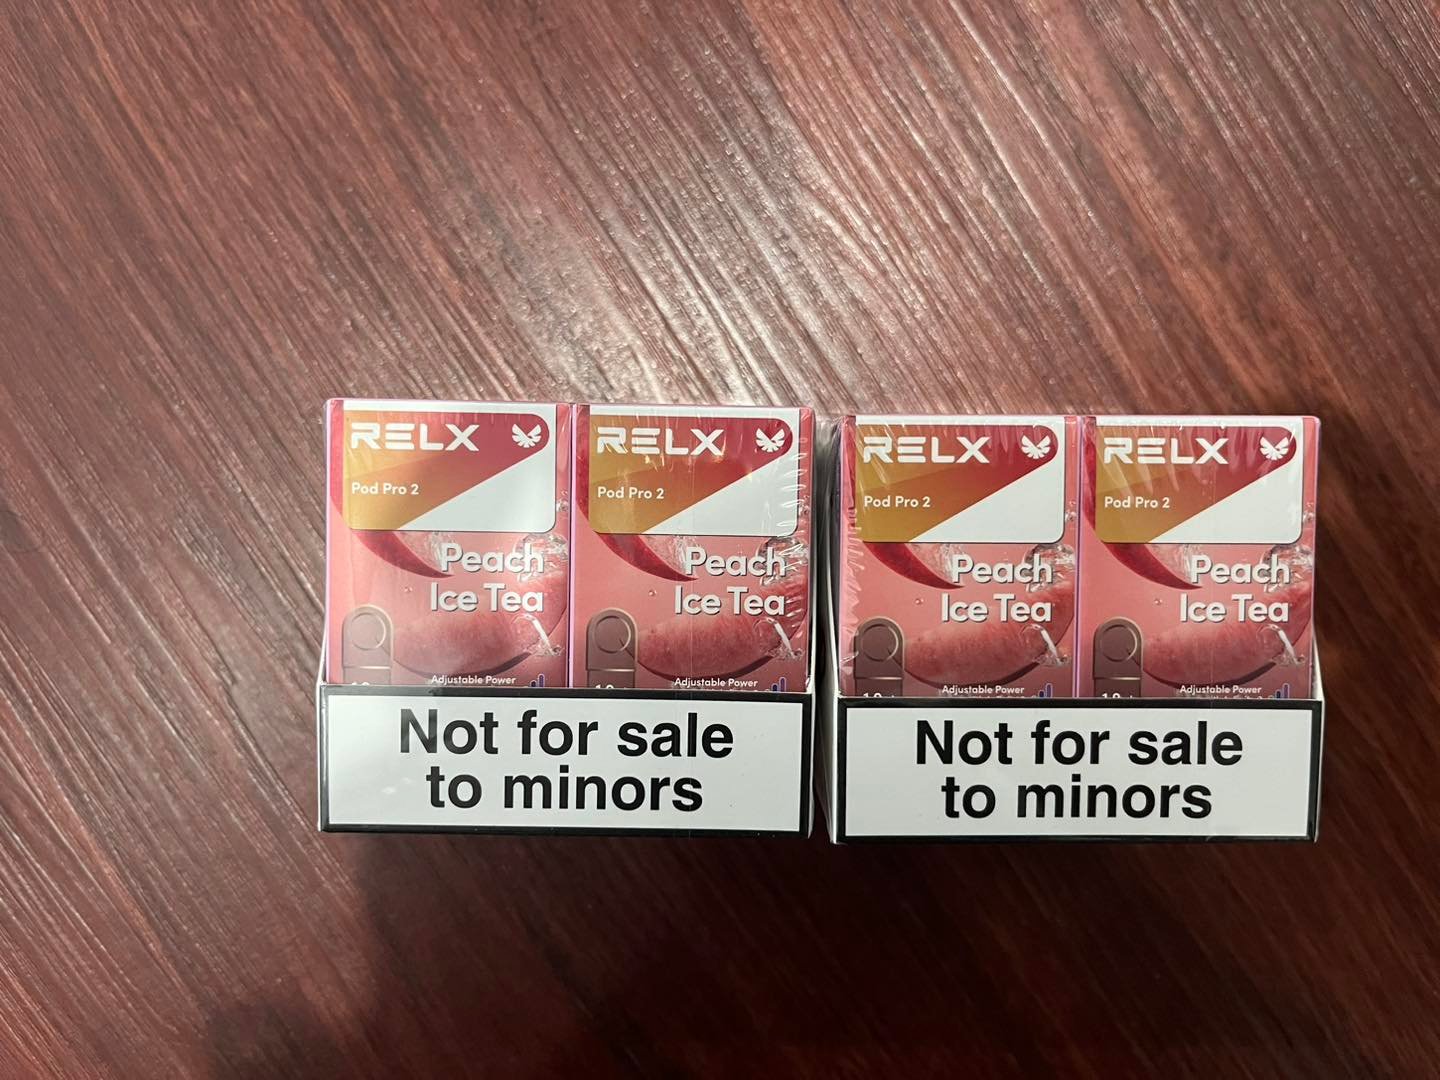 RELX
Pod Pro 2
Peach
Ice Tea
Adjustable Power
RELX
Pod Pro 2
Peach
Ice Tea
Adjustable Power
Not for sale
to minors
RELX
Pod Pro 2
Peach
Ice Tea
Adjustable Power
RELX
Pod Pro 2
Peach
Ice Tea
Adjustable Power
Not for sale
to minors